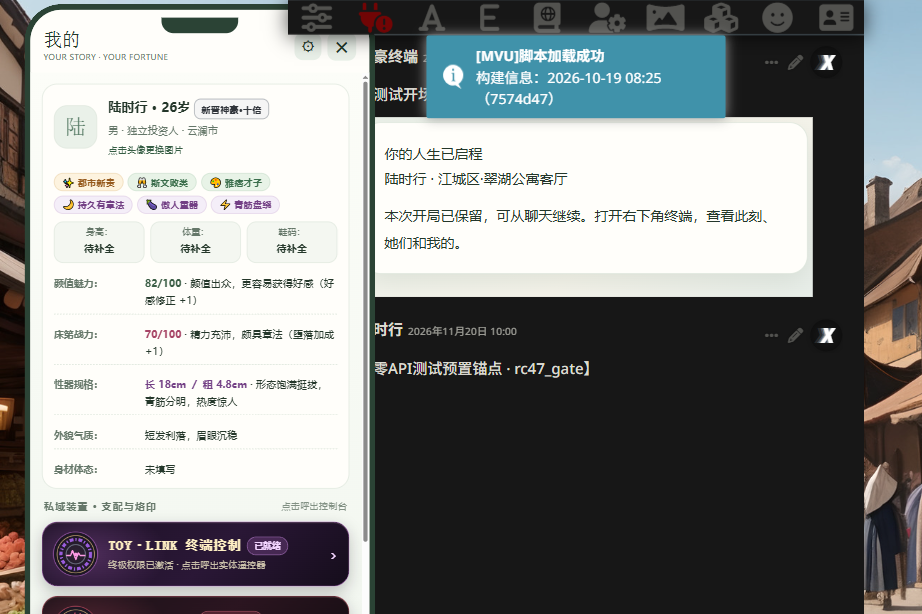 我的
YOUR STORY · YOUR FORTUNE
陆
陆时行 • 26岁 新晋神豪•十倍
男 · 独立投资人 · 云澜市
点击头像更换图片
都市新贵 斯文败类 雅痞才子
持久有章法 傲人重器 青筋盘绕
身高： 体重： 鞋码：
待补全 待补全 待补全
颜值魅力： 82/100 · 颜值出众，更容易获得好感（好
感修正 +1）
床笫战力： 70/100 · 精力充沛，颇具章法（堕落加成
+1）
性器规格： 长 18cm / 粗 4.8cm · 形态饱满挺拔，
青筋分明，热度惊人
外貌气质： 短发利落，眉眼沉稳
身材体态： 未填写
私域装置 • 支配与烙印 点击呼出控制台
TOY-LINK 终端控制 已就绪
终极权限已激活 · 点击呼出实体遥控器
[MVU]脚本加载成功
构建信息：2026-10-19 08:25
（7574d47）
豪终端
测试开场
你的人生已启程
陆时行 · 江城区·翠湖公寓客厅
本次开局已保留，可从聊天继续。打开右下角终端，查看此刻、
她们和我的。
时行 2026年11月20日 10:00
零API测试预置锚点 · rc47_gate】